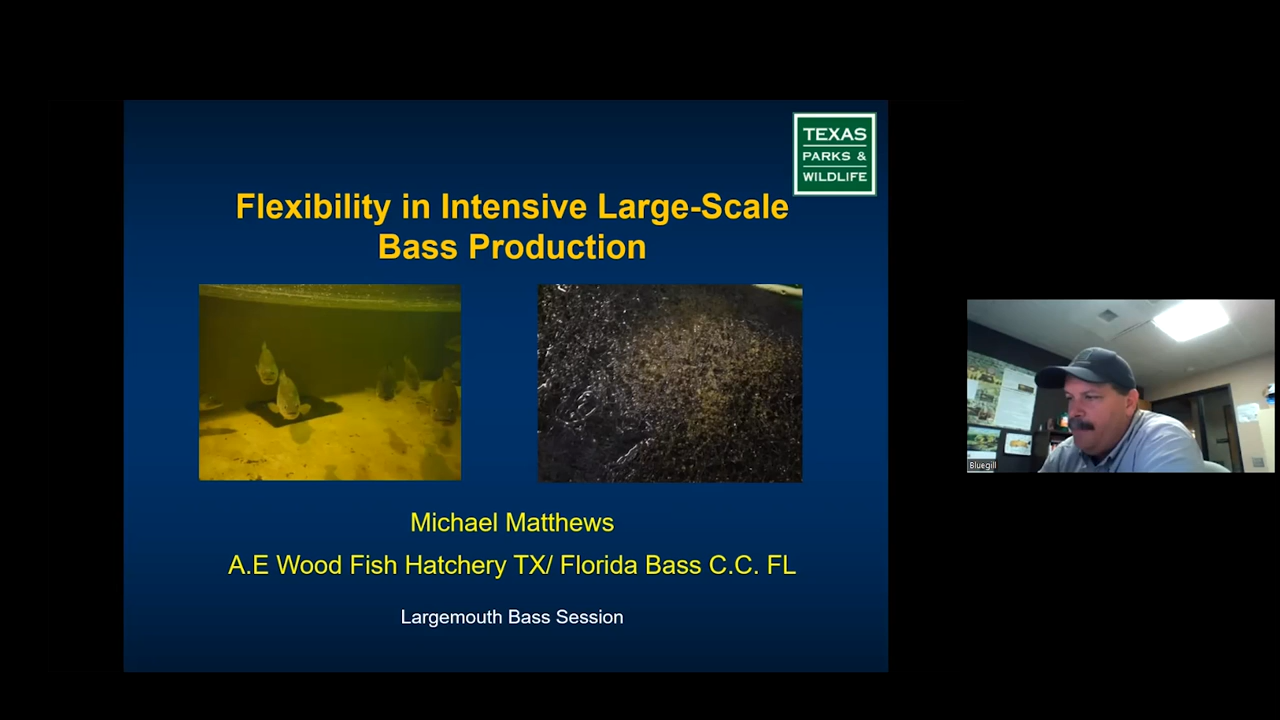 TEXAS
PARKS &
WILDLIFE
Flexibility in Intensive Large-Scale
Bass Production
Michael Matthews
A.E Wood Fish Hatchery TX/ Florida Bass C.C. FL
Largemouth Bass Session
Bluegill